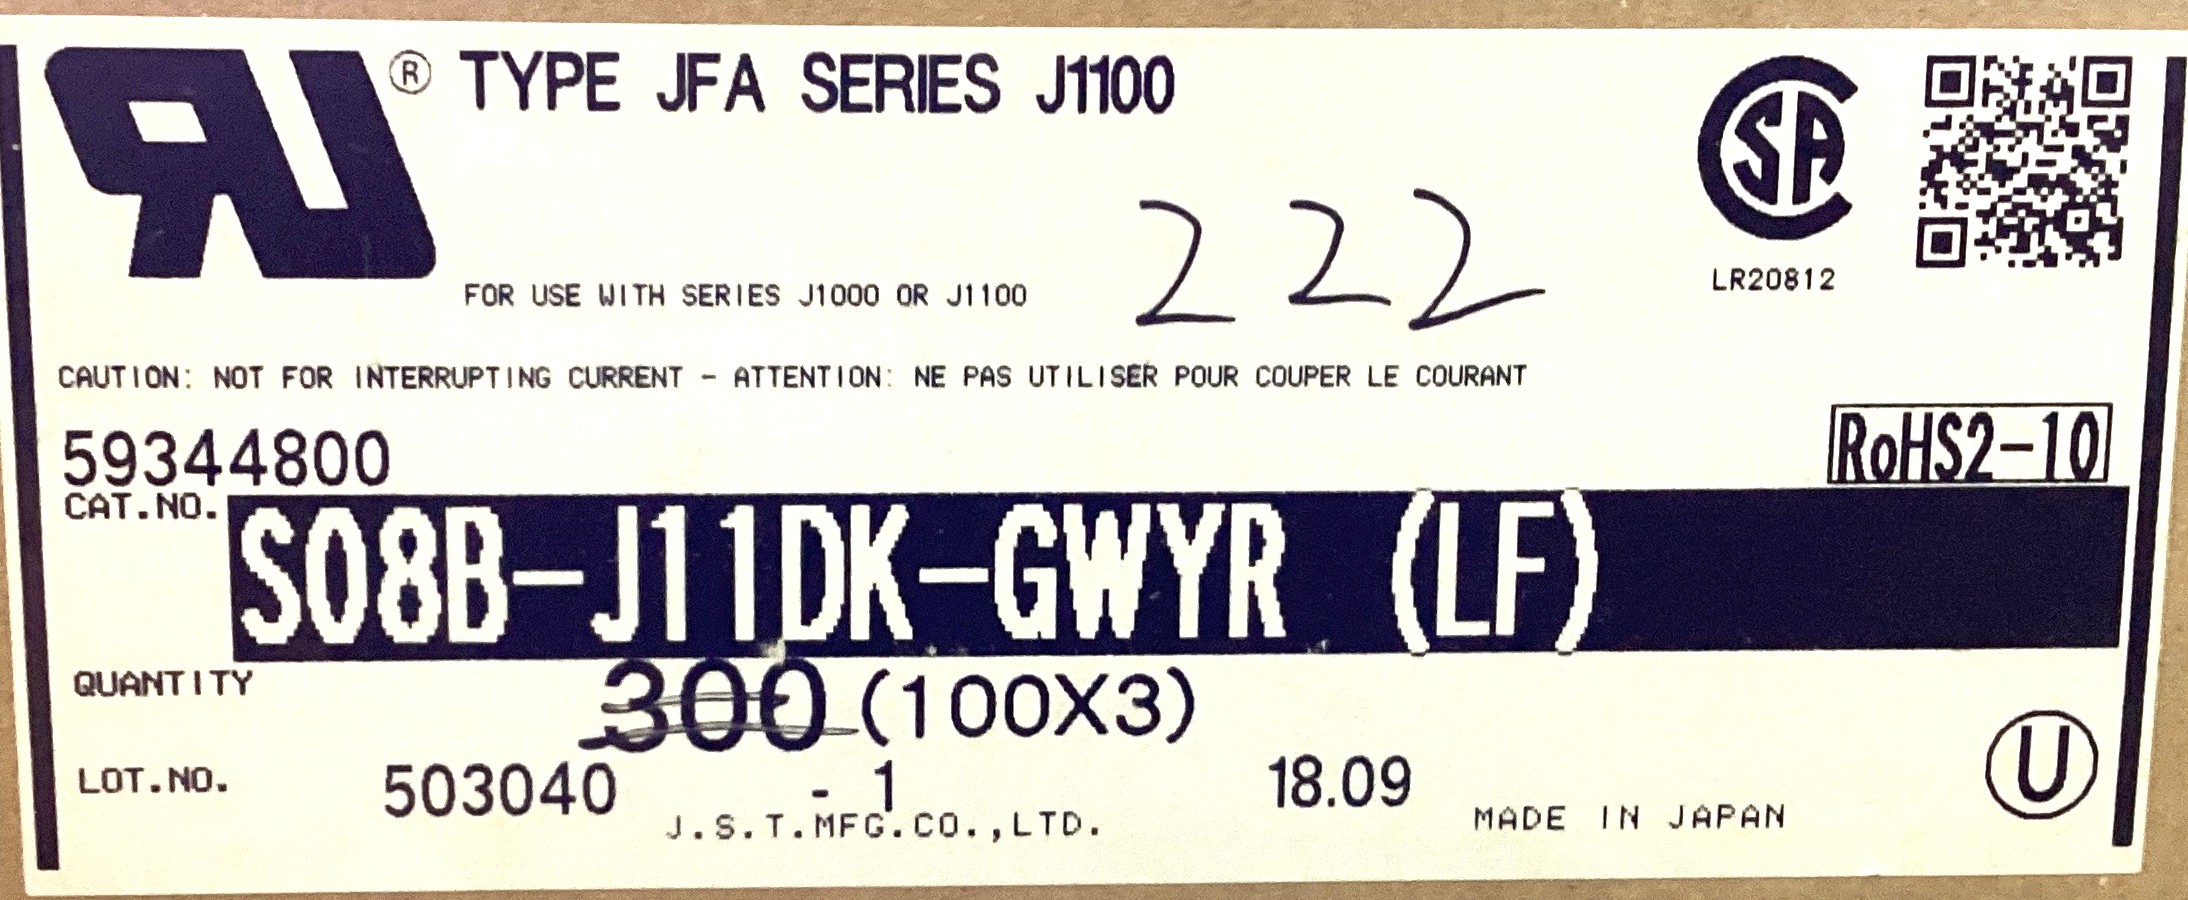 RU ® TYPE JFA SERIES J1100
CSA
222
LR20812
FOR USE WITH SERIES J1000 OR J1100
CAUTION: NOT FOR INTERRUPTING CURRENT - ATTENTION: NE PAS UTILISER POUR COUPER LE COURANT
59344800
RoHS2-10
CAT.NO. S08B-J11DK-GWYR (LF)
QUANTITY 300 (100X3)
LOT.NO. 503040 - 1 18.09
J.S.T.MFG.CO.,LTD. MADE IN JAPAN
U